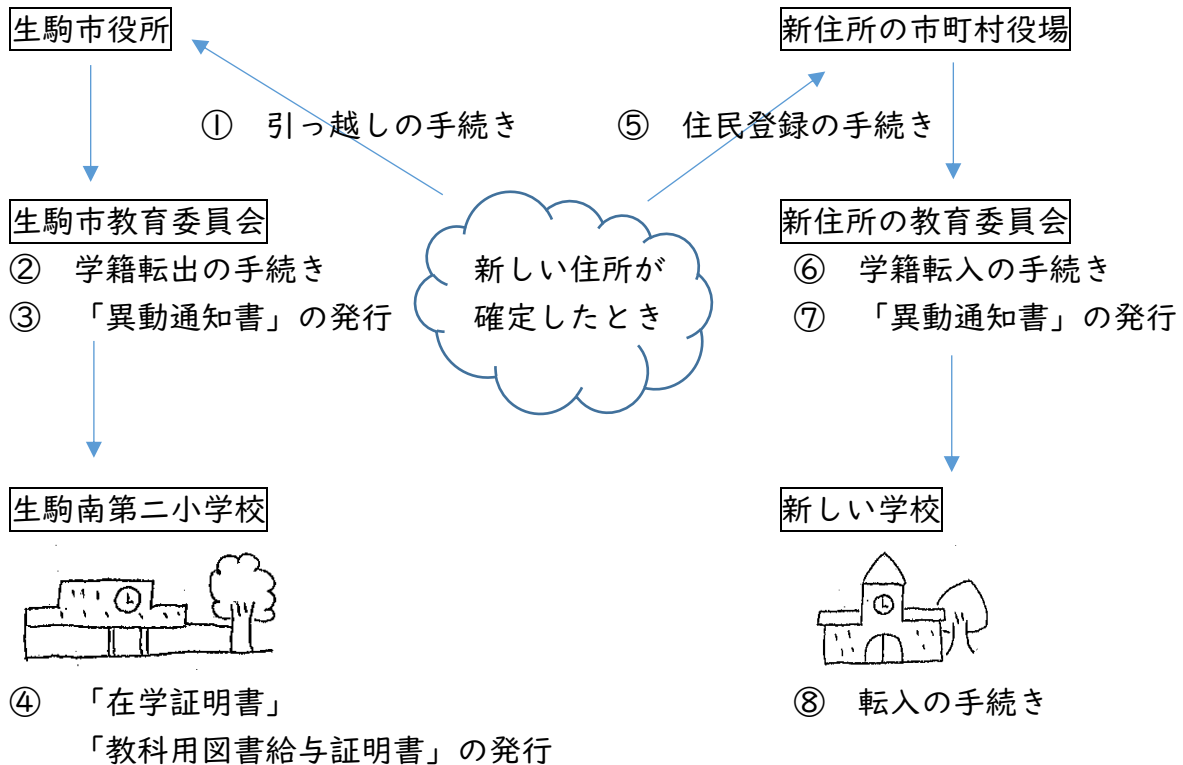 生駒市役所
新住所の市町村役場
① 引っ越しの手続き
⑤ 住民登録の手続き
生駒市教育委員会
② 学籍転出の手続き
③ 「異動通知書」の発行
新しい住所が
確定したとき
新住所の教育委員会
⑥ 学籍転入の手続き
⑦ 「異動通知書」の発行
生駒南第二小学校
④ 「在学証明書」
「教科用図書給与証明書」の発行
新しい学校
⑧ 転入の手続き